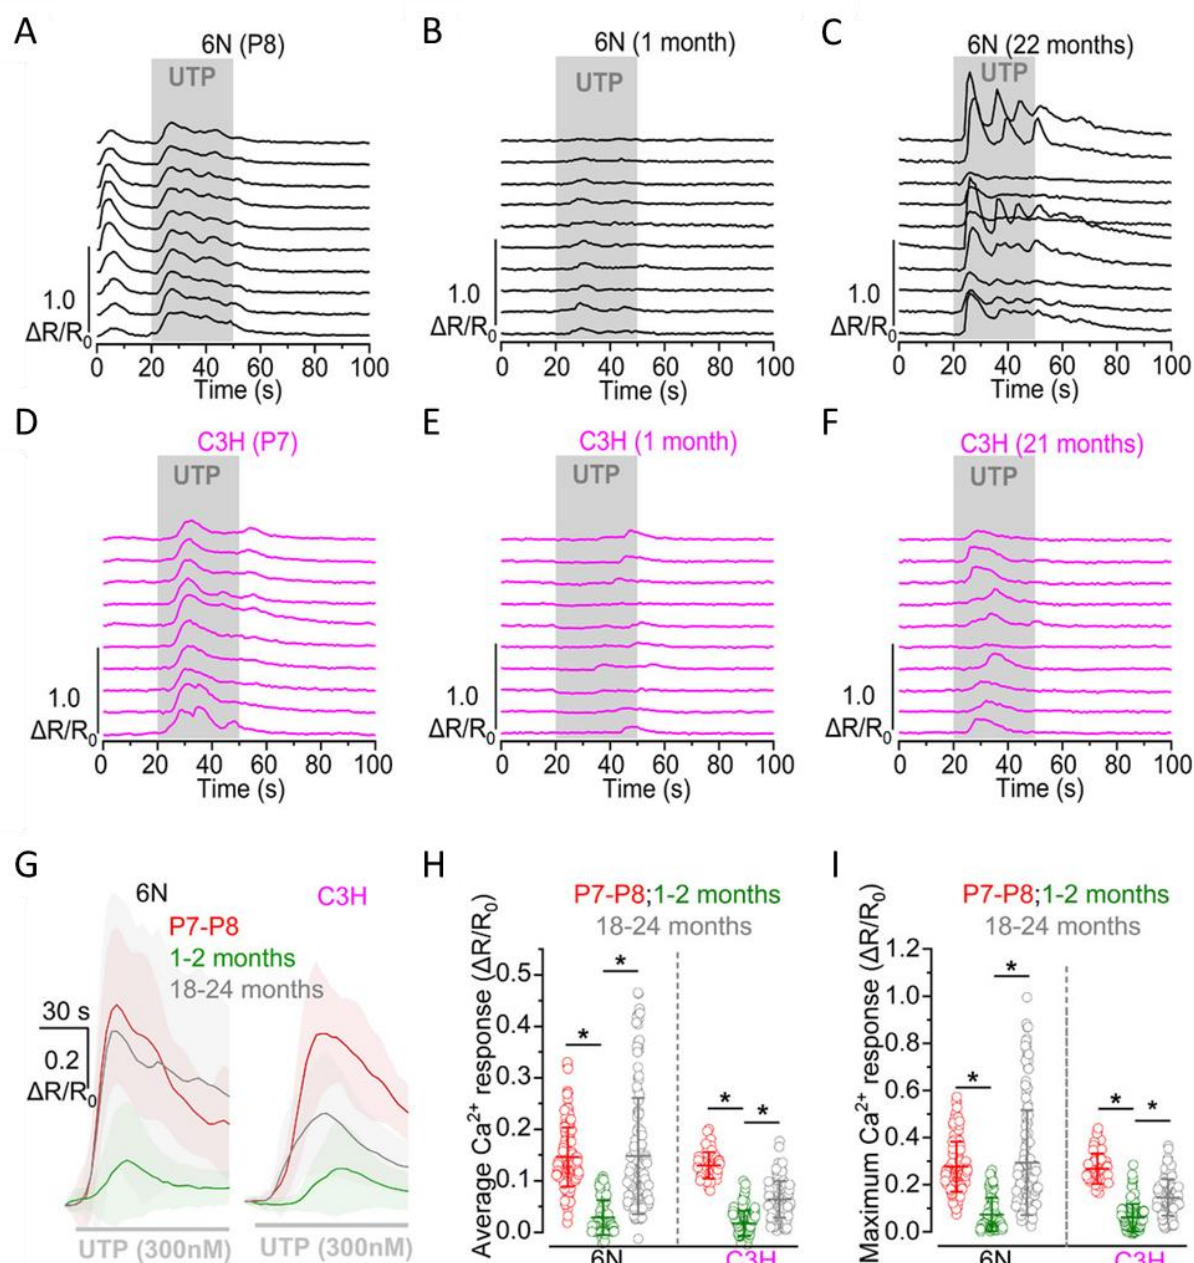 A
6N (P8)
UTP
1.0
ΔR/R0
0 20 40 60 80 100
Time (s)
B
6N (1 month)
UTP
1.0
ΔR/R0
0 20 40 60 80 100
Time (s)
C
6N (22 months)
UTP
1.0
ΔR/R0
0 20 40 60 80 100
Time (s)
D
C3H (P7)
UTP
1.0
ΔR/R0
0 20 40 60 80 100
Time (s)
E
C3H (1 month)
UTP
1.0
ΔR/R0
0 20 40 60 80 100
Time (s)
F
C3H (21 months)
UTP
1.0
ΔR/R0
0 20 40 60 80 100
Time (s)
G
6N
C3H
P7-P8
1-2 months
18-24 months
30 s
0.2
ΔR/R0
UTP (300nM)
UTP (300nM)
H
P7-P8;1-2 months
18-24 months
Average Ca2+ response (ΔR/R0)
0.5
0.4
0.3
0.2
0.1
0.0
* * * *
6N
C3H
I
P7-P8;1-2 months
18-24 months
Maximum Ca2+ response (ΔR/R0)
1.2
1.0
0.8
0.6
0.4
0.2
0.0
* * * *
6N
C3H